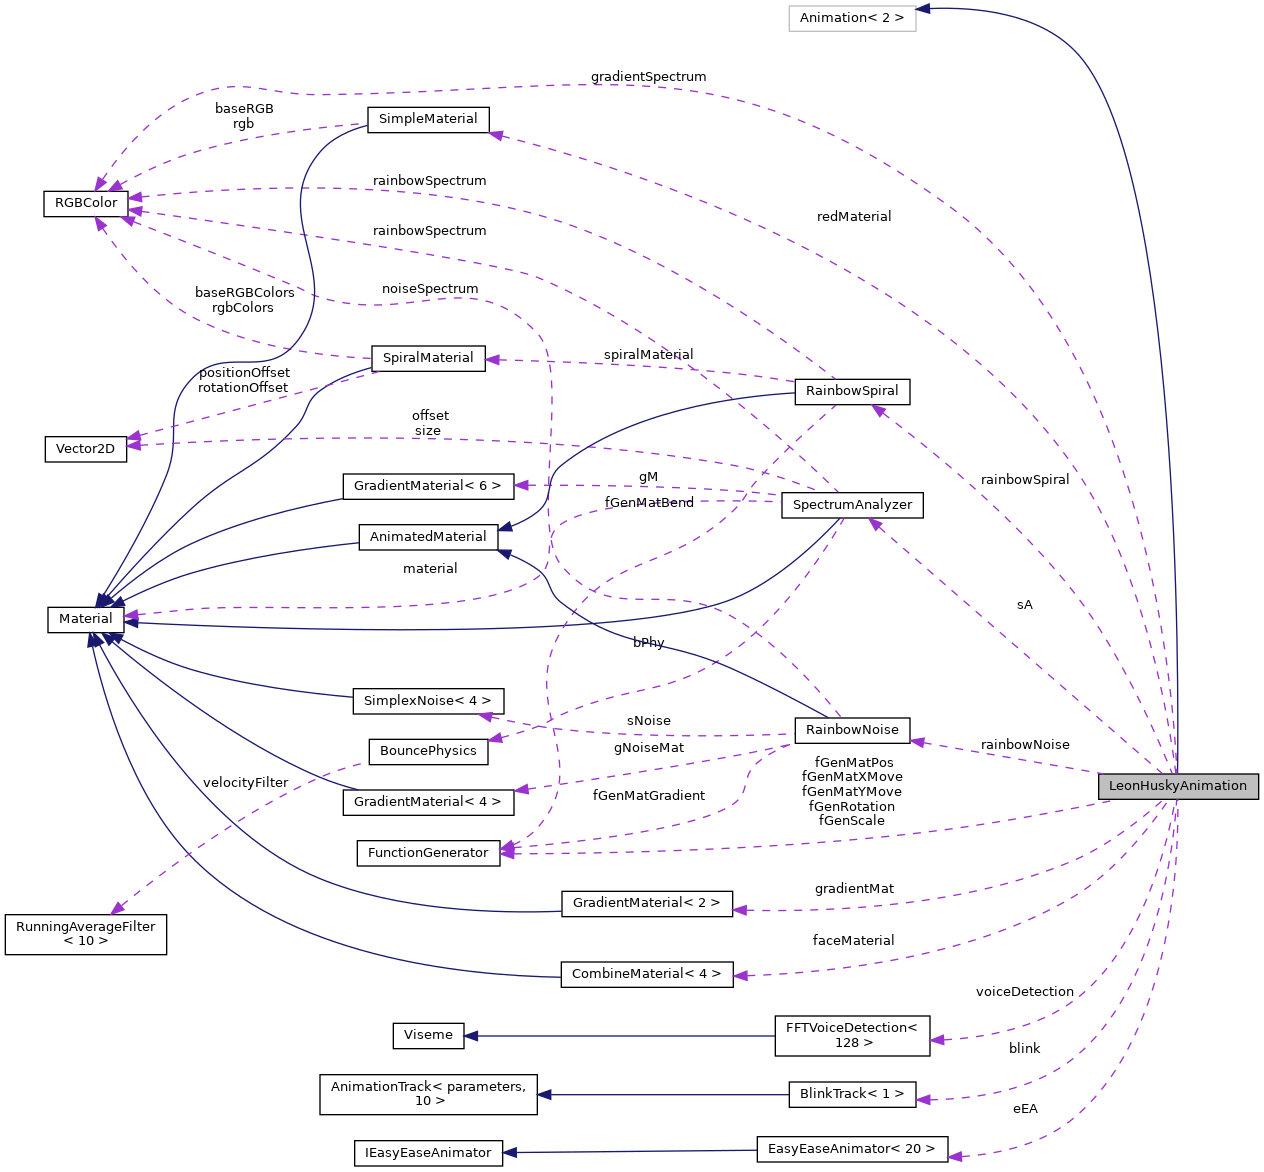 Animation< 2 >
gradientSpectrum
baseRGB
rgb
SimpleMaterial
rainbowSpectrum
RGBColor
redMaterial
rainbowSpectrum
noiseSpectrum
baseRGBColors
rgbColors
SpiralMaterial
spiralMaterial
positionOffset
rotationOffset
RainbowSpiral
offset
size
Vector2D
gM
rainbowSpiral
GradientMaterial< 6 >
fGenMatBend
SpectrumAnalyzer
AnimatedMaterial
material
sA
Material
bPhy
SimplexNoise< 4 >
sNoise
RainbowNoise
rainbowNoise
BouncePhysics
gNoiseMat
fGenMatPos
fGenMatXMove
fGenMatYMove
fGenRotation
fGenScale
velocityFilter
LeonHuskyAnimation
GradientMaterial< 4 >
fGenMatGradient
FunctionGenerator
gradientMat
GradientMaterial< 2 >
RunningAverageFilter
< 10 >
faceMaterial
CombineMaterial< 4 >
voiceDetection
Viseme
FFTVoiceDetection<
128 >
blink
AnimationTrack< parameters,
10 >
BlinkTrack< 1 >
eEA
IEasyEaseAnimator
EasyEaseAnimator< 20 >